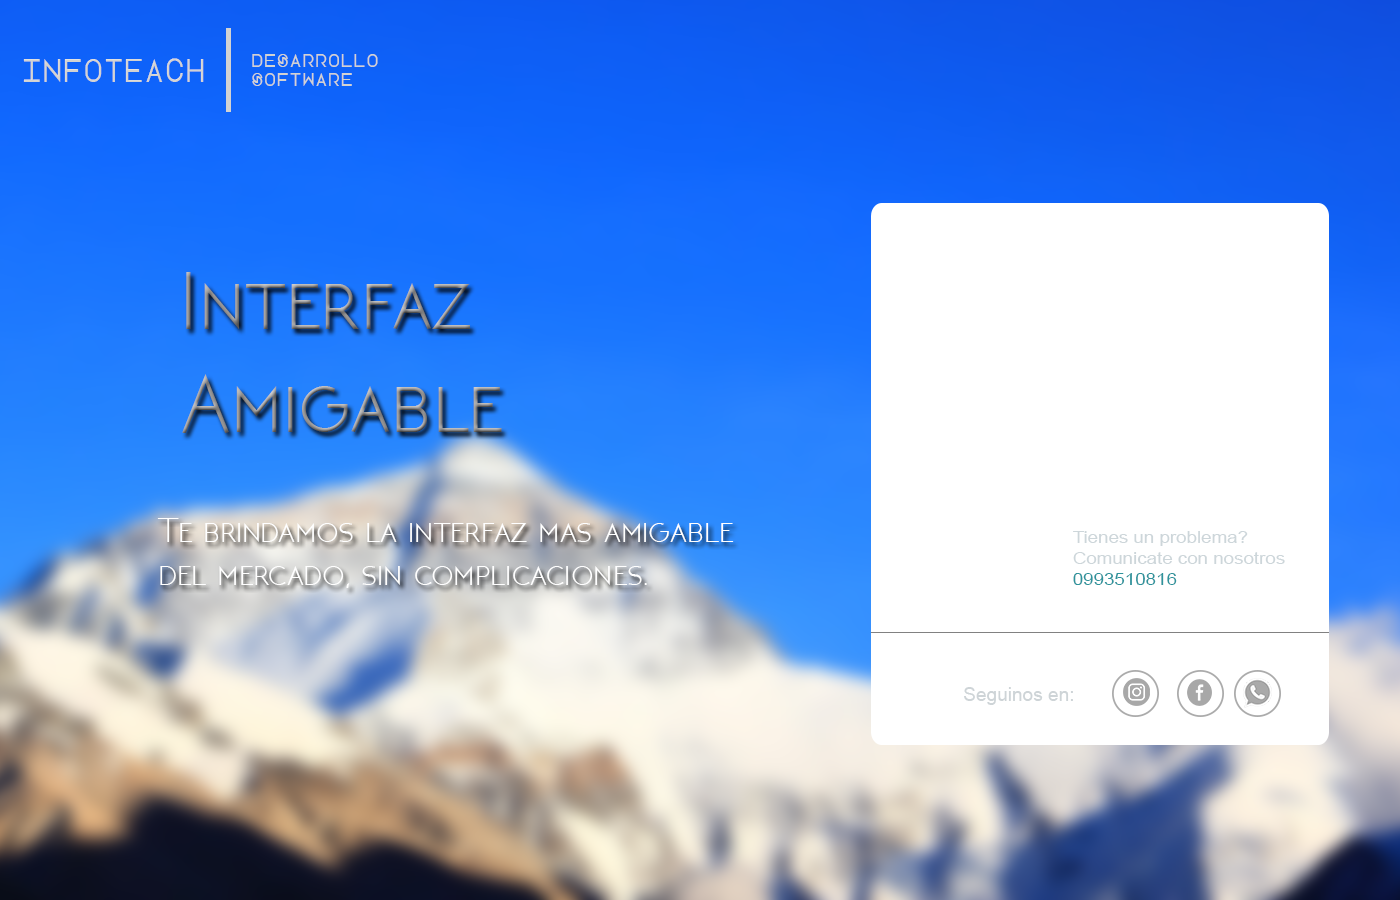 INFOTEACH
DESARROLLO
SOFTWARE
INTERFAZ
AMIGABLE
TE BRINDAMOS LA INTERFAZ MAS AMIGABLE
DEL MERCADO, SIN COMPLICACIONES.
Tienes un problema?
Comunicate con nosotros
0993510816
Seguinos en: